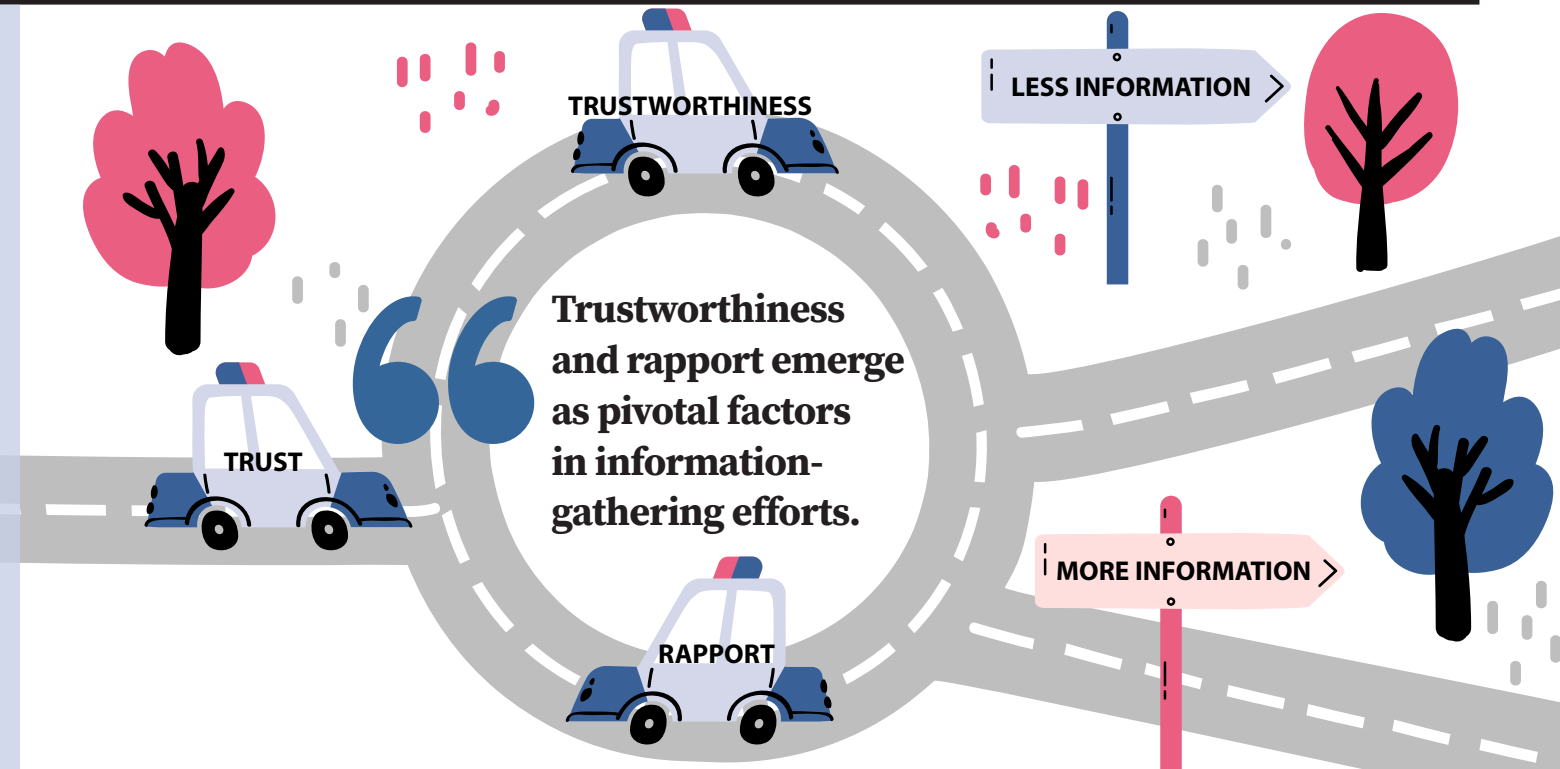 TRUSTWORTHINESS
LESS INFORMATION
Trustworthiness
and rapport emerge
as pivotal factors
in information-
gathering efforts.
TRUST
MORE INFORMATION
RAPPORT